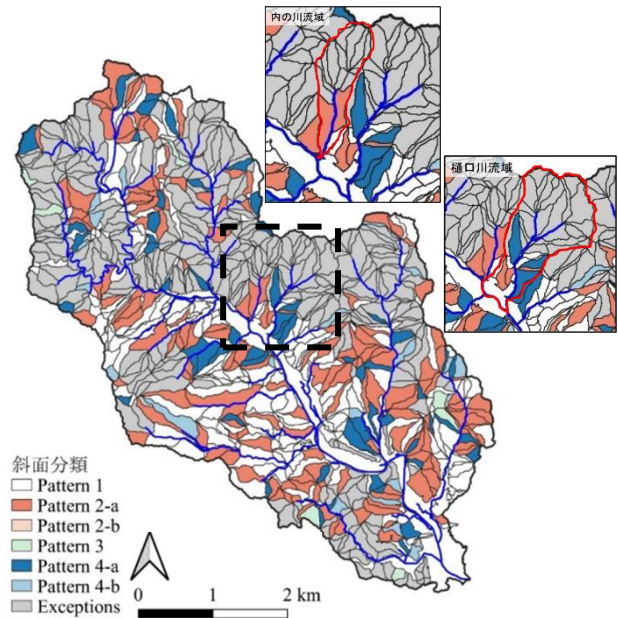 内の川流域
樋口川流域
斜面分類
Pattern 1
Pattern 2-a
Pattern 2-b
Pattern 3
Pattern 4-a
Pattern 4-b
Exceptions
0 1 2 km